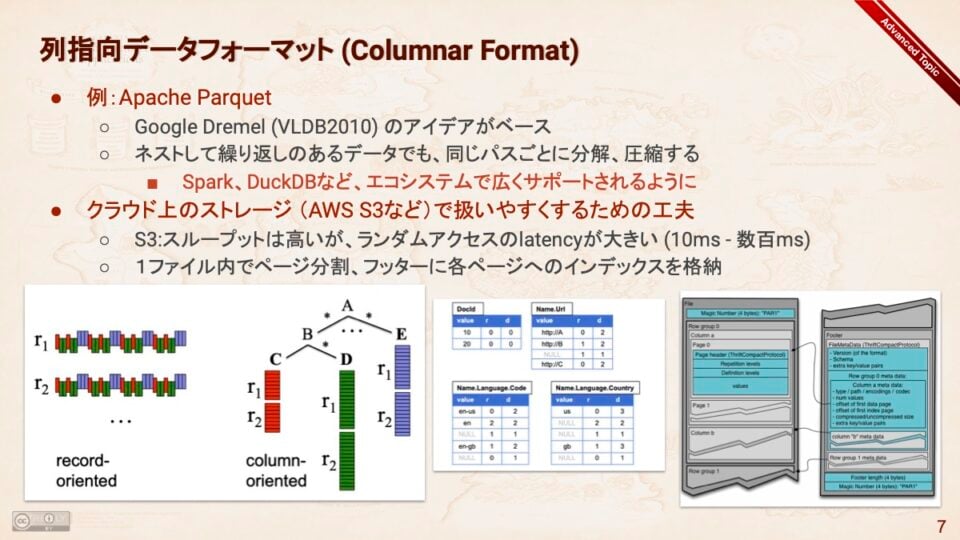 Advanced Topic
列指向データフォーマット (Columnar Format)
● 例：Apache Parquet
○ Google Dremel (VLDB2010) のアイデアがベース
○ ネストして繰り返しのあるデータでも、同じパスごとに分解、圧縮する
■ Spark、DuckDBなど、エコシステムで広くサポートされるように
● クラウド上のストレージ （AWS S3など）で扱いやすくするための工夫
○ S3:スループットは高いが、ランダムアクセスのlatencyが大きい (10ms - 数百ms)
○ １ファイル内でページ分割、フッターに各ページへのインデックスを格納
r1
r2
...
record-
oriented
A
* *
B ... E
*
C D
r1 r1 r1
r2 r2
r2
column-
oriented
DocId
value r d
10 0 0
20 0 0
Name.Url
value r d
http://A 0 2
http://B 1 2
NULL 1 1
http://C 0 2
Name.Language.Code
value r d
en-us 0 2
en 2 2
NULL 1 1
en-gb 1 2
NULL 0 1
Name.Language.Country
value r d
us 0 3
NULL 2 2
NULL 1 1
gb 1 3
NULL 0 1
File
Magic Number (4 bytes): "PAR1"
Row group 0
Column a
Page 0
Page header (ThriftCompactProtocol)
Repetition levels
Definition levels
values
Page 1
Column b
Row group 1
Footer
FileMetaData (ThriftCompactProtocol)
- Version (of the format)
- Schema
- extra key/value pairs
Row group 0 meta data:
Column a meta data:
- type / path / encodings / codec
- num values
- offset of first data page
- offset of first index page
- compressed/uncompressed size
- extra key/value pairs
column "b" meta data
Row group 1 meta data
Footer length (4 bytes)
Magic Number (4 bytes): "PAR1"
cc
BY
7